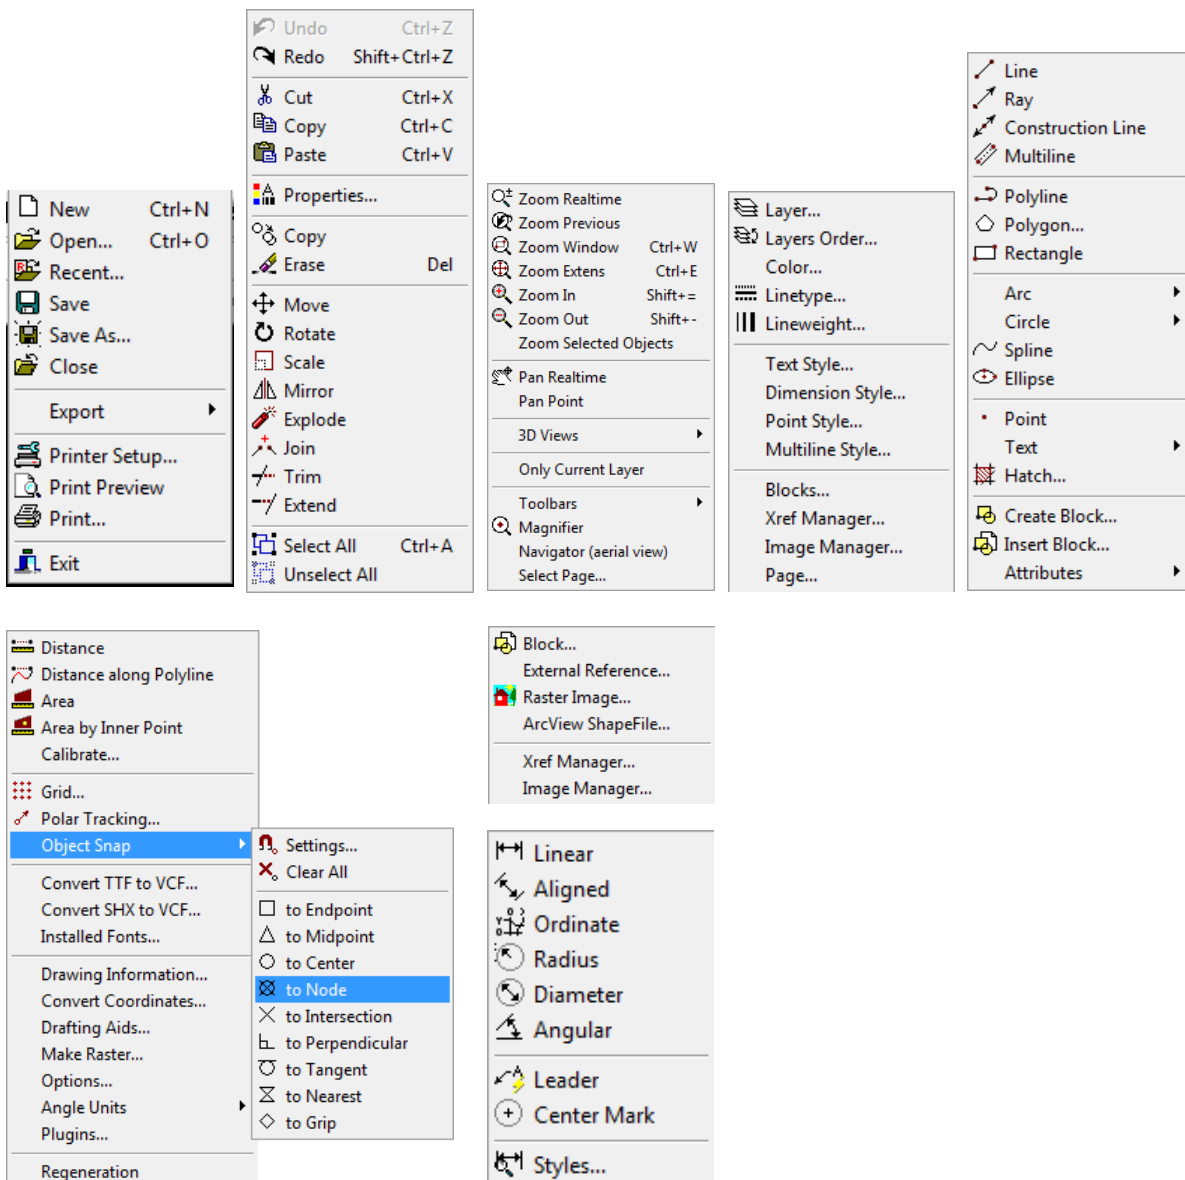 New Ctrl+N
Open... Ctrl+O
Recent...
Save
Save As...
Close
Export
Printer Setup...
Print Preview
Print...
Exit
Undo Ctrl+Z
Redo Shift+Ctrl+Z
Cut Ctrl+X
Copy Ctrl+C
Paste Ctrl+V
Properties...
Copy
Erase Del
Move
Rotate
Scale
Mirror
Explode
Join
Trim
Extend
Select All Ctrl+A
Unselect All
Zoom Realtime
Zoom Previous
Zoom Window Ctrl+W
Zoom Extens Ctrl+E
Zoom In Shift+=
Zoom Out Shift+-
Zoom Selected Objects
Pan Realtime
Pan Point
3D Views
Only Current Layer
Toolbars
Magnifier
Navigator (aerial view)
Select Page...
Layer...
Layers Order...
Color...
Linetype...
Lineweight...
Text Style...
Dimension Style...
Point Style...
Multiline Style...
Blocks...
Xref Manager...
Image Manager...
Page...
Line
Ray
Construction Line
Multiline
Polyline
Polygon...
Rectangle
Arc
Circle
Spline
Ellipse
Point
Text
Hatch...
Create Block...
Insert Block...
Attributes
Distance
Distance along Polyline
Area
Area by Inner Point
Calibrate...
Grid...
Polar Tracking...
Object Snap
Convert TTF to VCF...
Convert SHX to VCF...
Installed Fonts...
Drawing Information...
Convert Coordinates...
Drafting Aids...
Make Raster...
Options...
Angle Units
Plugins...
Regeneration
Settings...
Clear All
to Endpoint
to Midpoint
to Center
to Node
to Intersection
to Perpendicular
to Tangent
to Nearest
to Grip
Block...
External Reference...
Raster Image...
ArcView ShapeFile...
Xref Manager...
Image Manager...
Linear
Aligned
Ordinate
Radius
Diameter
Angular
Leader
Center Mark
Styles...